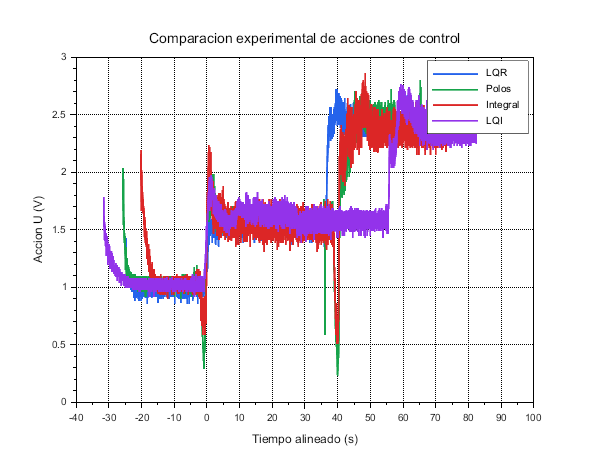 Comparacion experimental de acciones de control
3
2.5
2
1.5
1
0.5
0
Accion U (V)
LQR
Polos
Integral
LQI
-40 -30 -20 -10 0 10 20 30 40 50 60 70 80 90 100
Tiempo alineado (s)